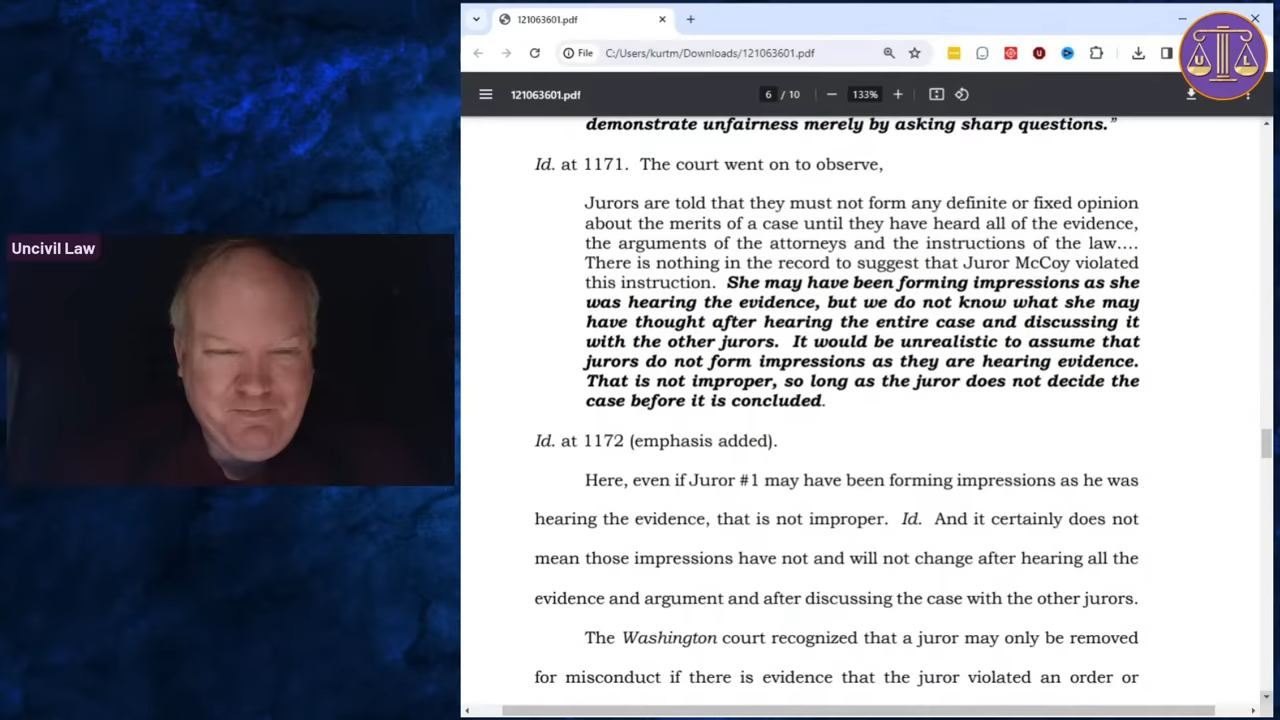 121063601.pdf
File
C:/Users/kurtm/Downloads/121063601.pdf
121063601.pdf
6 / 10
133%
U L
Uncivil Law
demonstrate unfairness merely by asking sharp questions.”
Id. at 1171. The court went on to observe,
Jurors are told that they must not form any definite or fixed opinion
about the merits of a case until they have heard all of the evidence,
the arguments of the attorneys and the instructions of the law....
There is nothing in the record to suggest that Juror McCoy violated
this instruction. She may have been forming impressions as she
was hearing the evidence, but we do not know what she may
have thought after hearing the entire case and discussing it
with the other jurors. It would be unrealistic to assume that
jurors do not form impressions as they are hearing evidence.
That is not improper, so long as the juror does not decide the
case before it is concluded.
Id. at 1172 (emphasis added).
Here, even if Juror #1 may have been forming impressions as he was
hearing the evidence, that is not improper. Id. And it certainly does not
mean those impressions have not and will not change after hearing all the
evidence and argument and after discussing the case with the other jurors.
The Washington court recognized that a juror may only be removed
for misconduct if there is evidence that the juror violated an order or